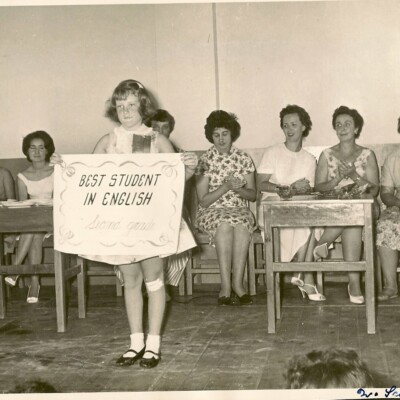 BEST STUDENT
IN ENGLISH
Second grade